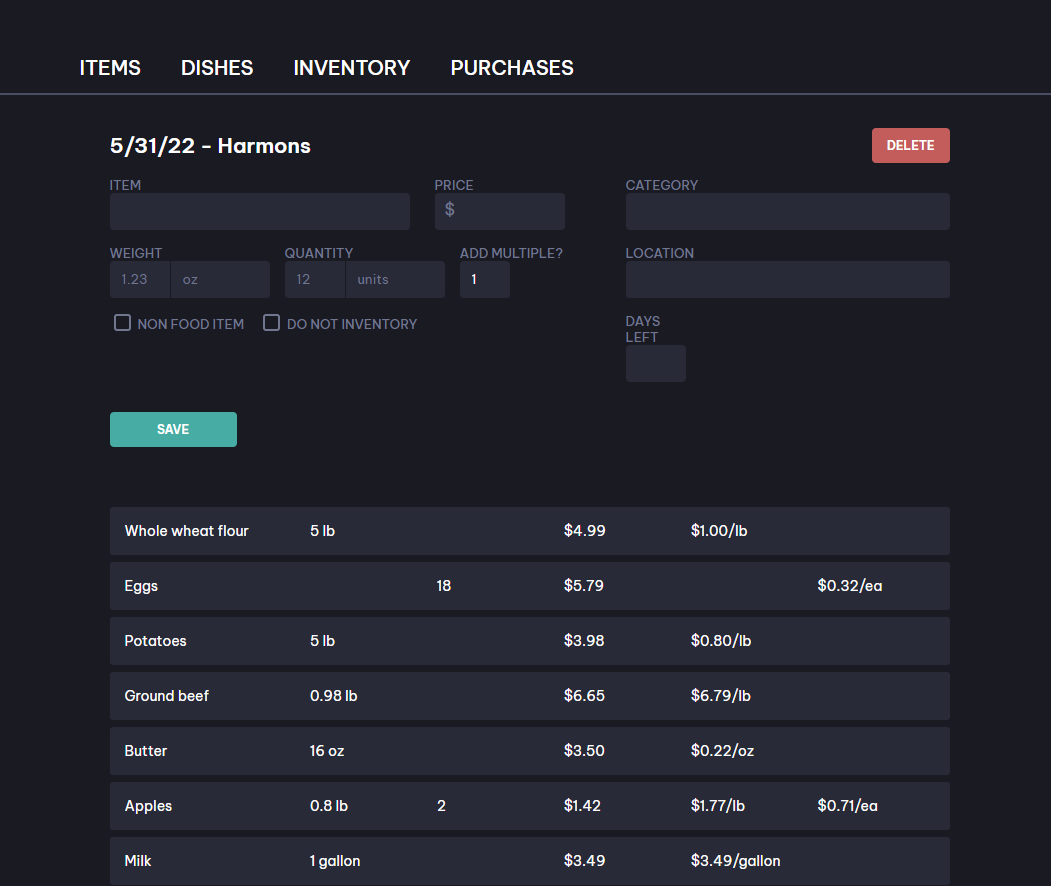 ITEMS DISHES INVENTORY PURCHASES
5/31/22 - Harmons DELETE
ITEM PRICE CATEGORY
$
WEIGHT QUANTITY ADD MULTIPLE? LOCATION
1.23 oz 12 units 1
NON FOOD ITEM DO NOT INVENTORY DAYS
LEFT
SAVE
Whole wheat flour 5 lb $4.99 $1.00/lb
Eggs 18 $5.79 $0.32/ea
Potatoes 5 lb $3.98 $0.80/lb
Ground beef 0.98 lb $6.65 $6.79/lb
Butter 16 oz $3.50 $0.22/oz
Apples 0.8 lb 2 $1.42 $1.77/lb $0.71/ea
Milk 1 gallon $3.49 $3.49/gallon